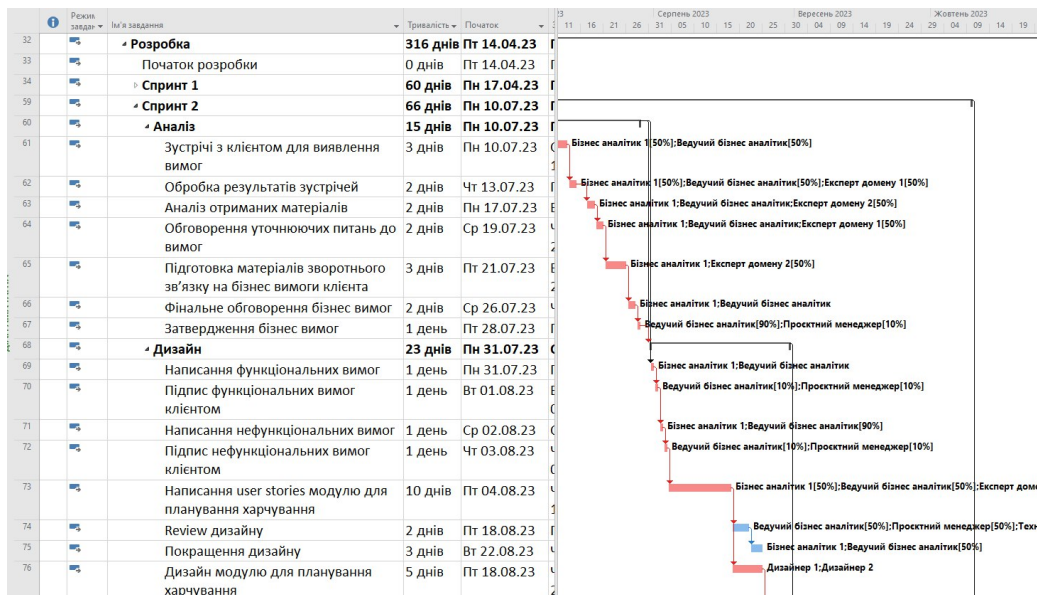 Режим
завдан
Ім'я завдання
Тривалість
Початок
Серпень 2023
Вересень 2023
Жовтень 2023
11 16 21 26 31 05 10 15 20 25 30 04 09 14 19 24 29 04 09 14 19
32 Розробка 316 днів Пт 14.04.23
33 Початок розробки 0 днів Пт 14.04.23
34 Спринт 1 60 днів Пн 17.04.23
59 Спринт 2 66 днів Пн 10.07.23
60 Аналіз 15 днів Пн 10.07.23
61 Зустрічі з клієнтом для виявлення 3 дні Пн 10.07.23 Бізнес аналітик 1[50%];Ведучий бізнес аналітик[50%]
вимог
62 Обробка результатів зустрічей 2 днів Чт 13.07.23 Бізнес аналітик 1[50%];Ведучий бізнес аналітик[50%];Експерт домену 1[50%]
63 Аналіз отриманих матеріалів 2 днів Пн 17.07.23 Бізнес аналітик 1;Ведучий бізнес аналітик;Експерт домену 2[50%]
64 Обговорення уточнюючих питань до 2 днів Ср 19.07.23 Бізнес аналітик 1;Ведучий бізнес аналітик;Експерт домену 1[50%]
вимог
65 Підготовка матеріалів зворотнього 3 днів Пт 21.07.23 Бізнес аналітик 1;Експерт домену 2[50%]
зв'язку на бізнес вимоги клієнта
66 Фінальне обговорення бізнес вимог 2 днів Ср 26.07.23 Бізнес аналітик 1;Ведучий бізнес аналітик
67 Затвердження бізнес вимог 1 день Пт 28.07.23 Ведучий бізнес аналітик[90%];Проєктний менеджер[10%]
68 Дизайн 23 днів Пн 31.07.23
69 Написання функціональних вимог 1 день Пн 31.07.23 Бізнес аналітик 1;Ведучий бізнес аналітик
70 Підпис функціональних вимог 1 день Вт 01.08.23 Ведучий бізнес аналітик[10%];Проєктний менеджер[10%]
клієнтом
71 Написання нефункціональних вимог 1 день Ср 02.08.23 Бізнес аналітик 1;Ведучий бізнес аналітик[90%]
72 Підпис нефункціональних вимог 1 день Чт 03.08.23 Ведучий бізнес аналітик[10%];Проєктний менеджер[10%]
клієнтом
73 Написання user stories модулю для 10 днів Пт 04.08.23 Бізнес аналітик 1[50%];Ведучий бізнес аналітик[50%];Експерт
планування харчування
74 Review дизайну 2 днів Пт 18.08.23 Ведучий бізнес аналітик[50%];Проєктний менеджер[50%]
75 Покращення дизайну 3 днів Вт 22.08.23 Бізнес аналітик 1;Ведучий бізнес аналітик[50%]
76 Дизайн модулю для планування 5 днів Пт 18.08.23 Дизайнер 1;Дизайнер 2
харчування